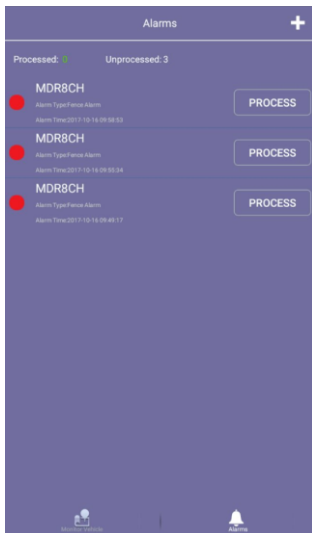 Alarms
Processed: 0 Unprocessed: 3
MDR8CH
Alarm Type:Fence Alarm
Alarm Time:2017-10-16 09:50:53
PROCESS
MDR8CH
Alarm Type:Fence Alarm
Alarm Time:2017-10-16 09:50:34
PROCESS
MDR8CH
Alarm Type:Fence Alarm
Alarm Time:2017-10-16 09:49:17
PROCESS
Monitor vehicle
Alarms